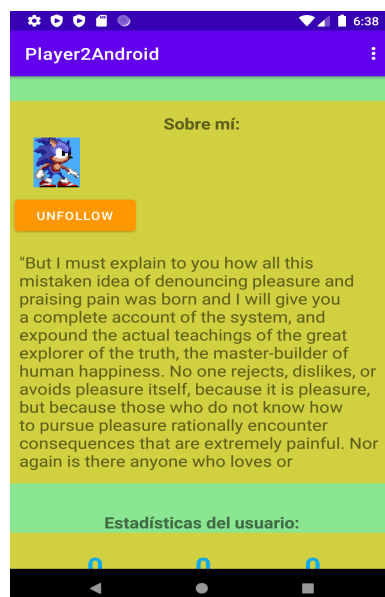 6:38
Player2Android
Sobre mí:
UNFOLLOW
"But I must explain to you how all this
mistaken idea of denouncing pleasure and
praising pain was born and I will give you
a complete account of the system, and
expound the actual teachings of the great
explorer of the truth, the master-builder of
human happiness. No one rejects, dislikes, or
avoids pleasure itself, because it is pleasure,
but because those who do not know how
to pursue pleasure rationally encounter
consequences that are extremely painful. Nor
again is there anyone who loves or
Estadísticas del usuario:
0 0 0